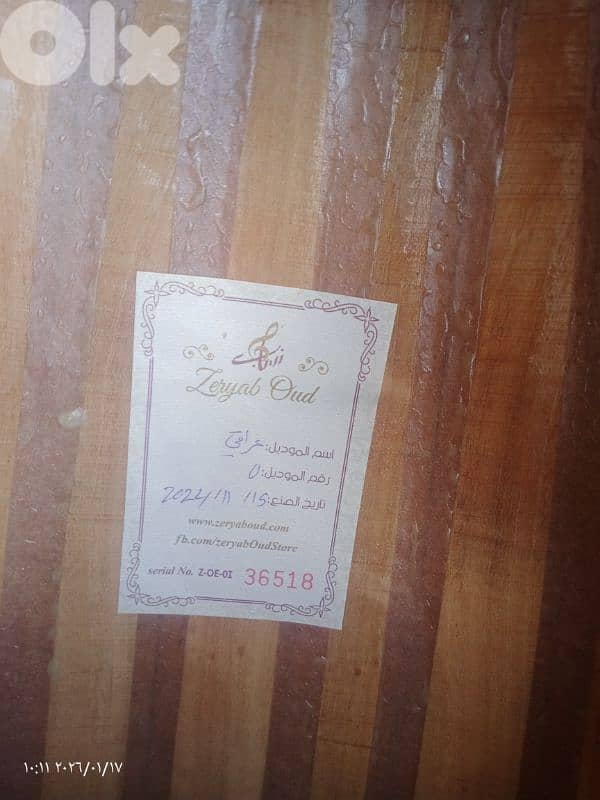 Olx
زرياب
Zeryab Oud
اسم الموديل: عراقي
رقم الموديل: 0
تاريخ الصنع: 15/ 11/ 2024
www.zeryaboud.com
fb.com/zeryabOudStore
serial No. Z-OE-01 36518
٢٠٢٦/٠١/١٧ ١٠:١١